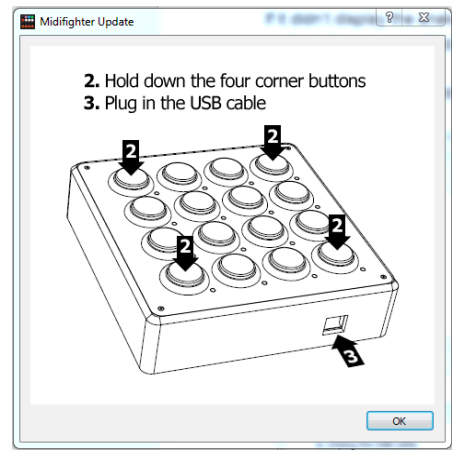 Midifighter Update
2. Hold down the four corner buttons
3. Plug in the USB cable
2
2
2
2
3
OK